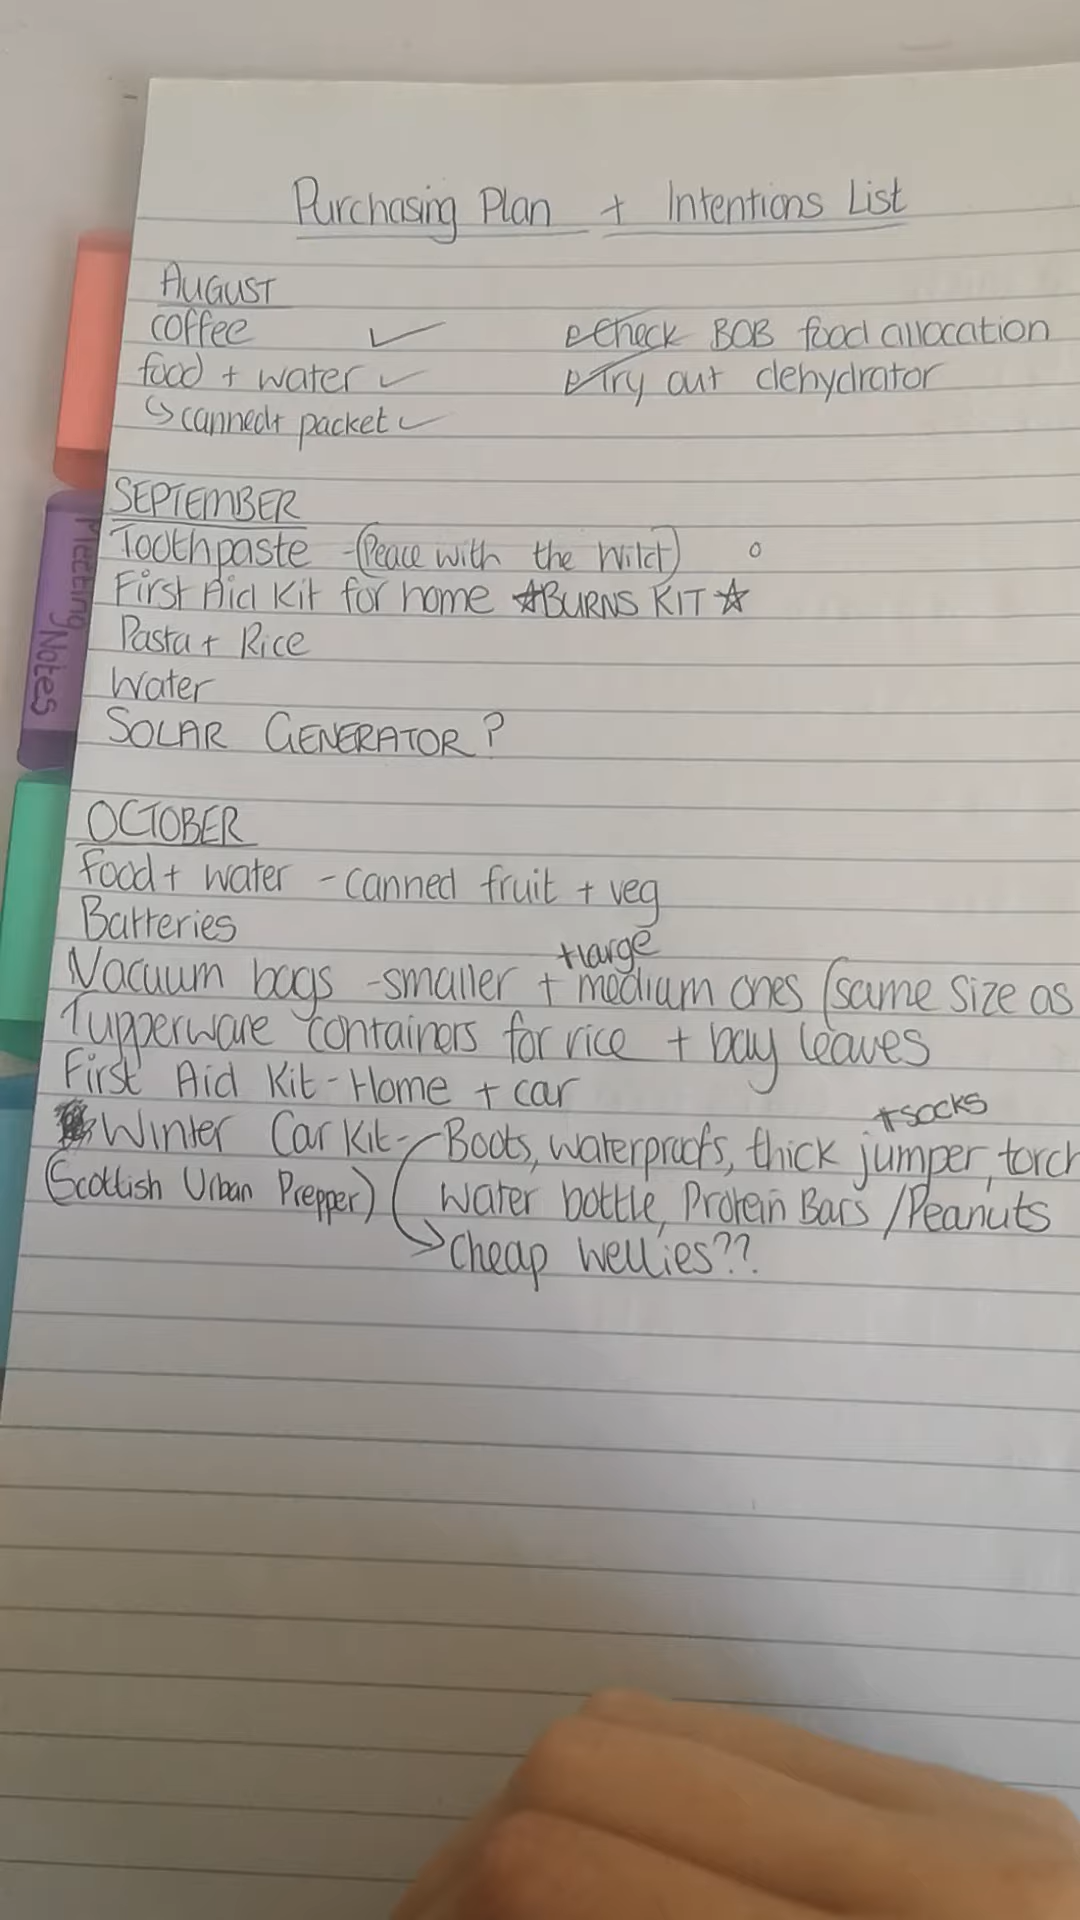 Purchasing Plan + Intentions List
AUGUST
coffee ✓ Check BOB food allocation
food + water ✓ Try out dehydrator
↳ canned + packet ✓
SEPTEMBER
Toothpaste - (Peace with the Wild)
First Aid Kit for home ☆BURNS KIT☆
Pasta + Rice
Water
SOLAR GENERATOR?
OCTOBER
food + water - canned fruit + veg
Batteries
+ large
Vacuum bags - smaller + medium ones (same size as
Tupperware containers for rice + bay leaves
First Aid Kit - Home + car
+ socks
Winter Car Kit - Boots, waterproofs, thick jumper, torch
(Scottish Urban Prepper) water bottle, Protein Bars / Peanuts
→ Cheap wellies??
Meeting
Notes